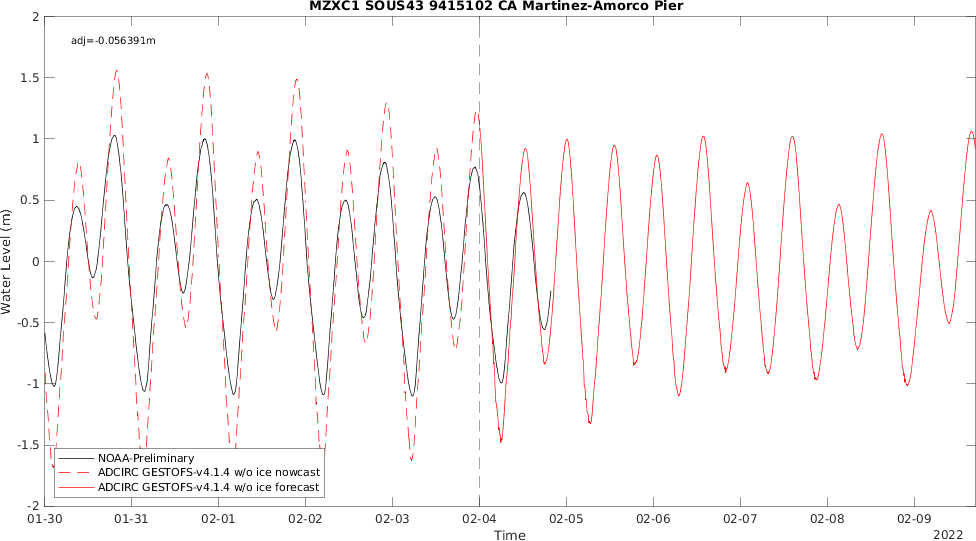 MZXC1 SOUS43 9415102 CA Martinez-Amorco Pier
adj=-0.056391m
2
1.5
1
0.5
0
-0.5
-1
-1.5
-2
Water Level (m)
NOAA-Preliminary
ADCIRC GESTOFS-v4.1.4 w/o ice nowcast
ADCIRC GESTOFS-v4.1.4 w/o ice forecast
01-30 01-31 02-01 02-02 02-03 02-04 02-05 02-06 02-07 02-08 02-09
Time
2022